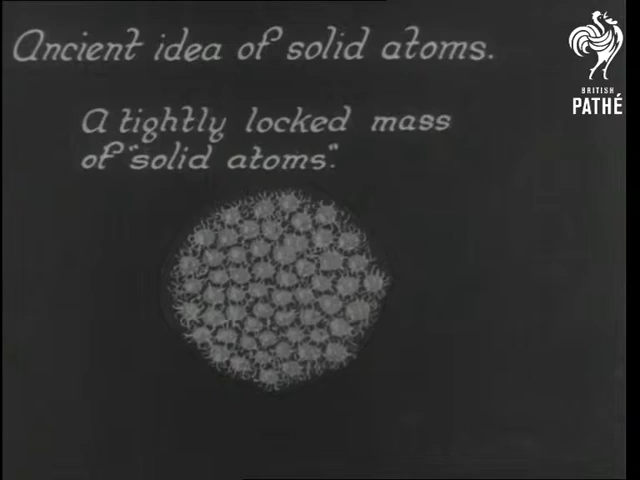 Ancient idea of solid atoms.
A tightly locked mass
of "solid atoms".
BRITISH
PATHÉ